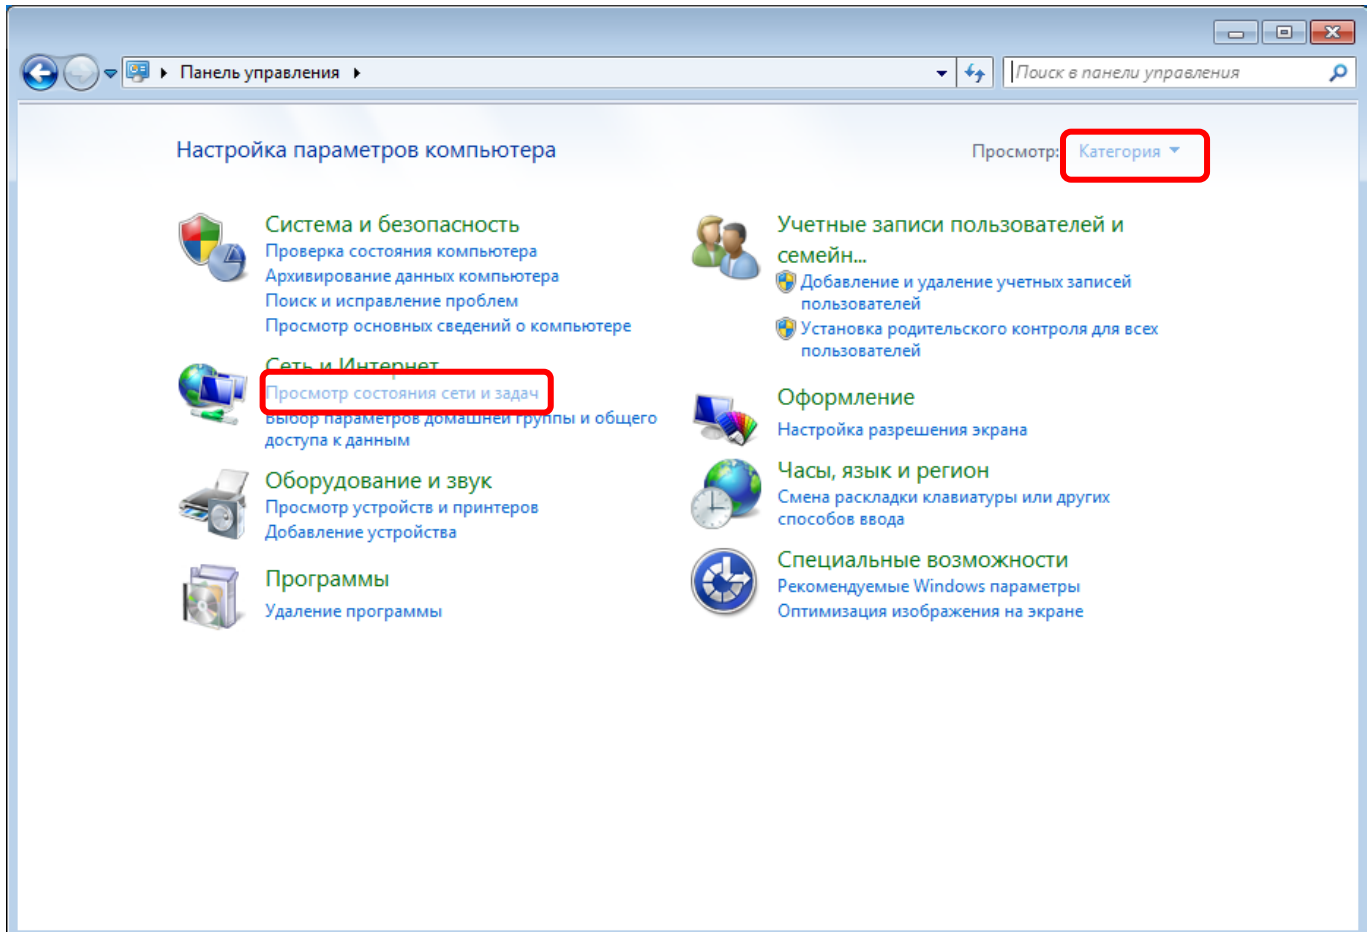 Панель управления
Поиск в панели управления
Настройка параметров компьютера
Просмотр: Категория
Система и безопасность
Проверка состояния компьютера
Архивирование данных компьютера
Поиск и исправление проблем
Просмотр основных сведений о компьютере
Сеть и Интернет
Просмотр состояния сети и задач
Выбор параметров домашней группы и общего
доступа к данным
Оборудование и звук
Просмотр устройств и принтеров
Добавление устройства
Программы
Удаление программы
Учетные записи пользователей и
семейн...
Добавление и удаление учетных записей
пользователей
Установка родительского контроля для всех
пользователей
Оформление
Настройка разрешения экрана
Часы, язык и регион
Смена раскладки клавиатуры или других
способов ввода
Специальные возможности
Рекомендуемые Windows параметры
Оптимизация изображения на экране